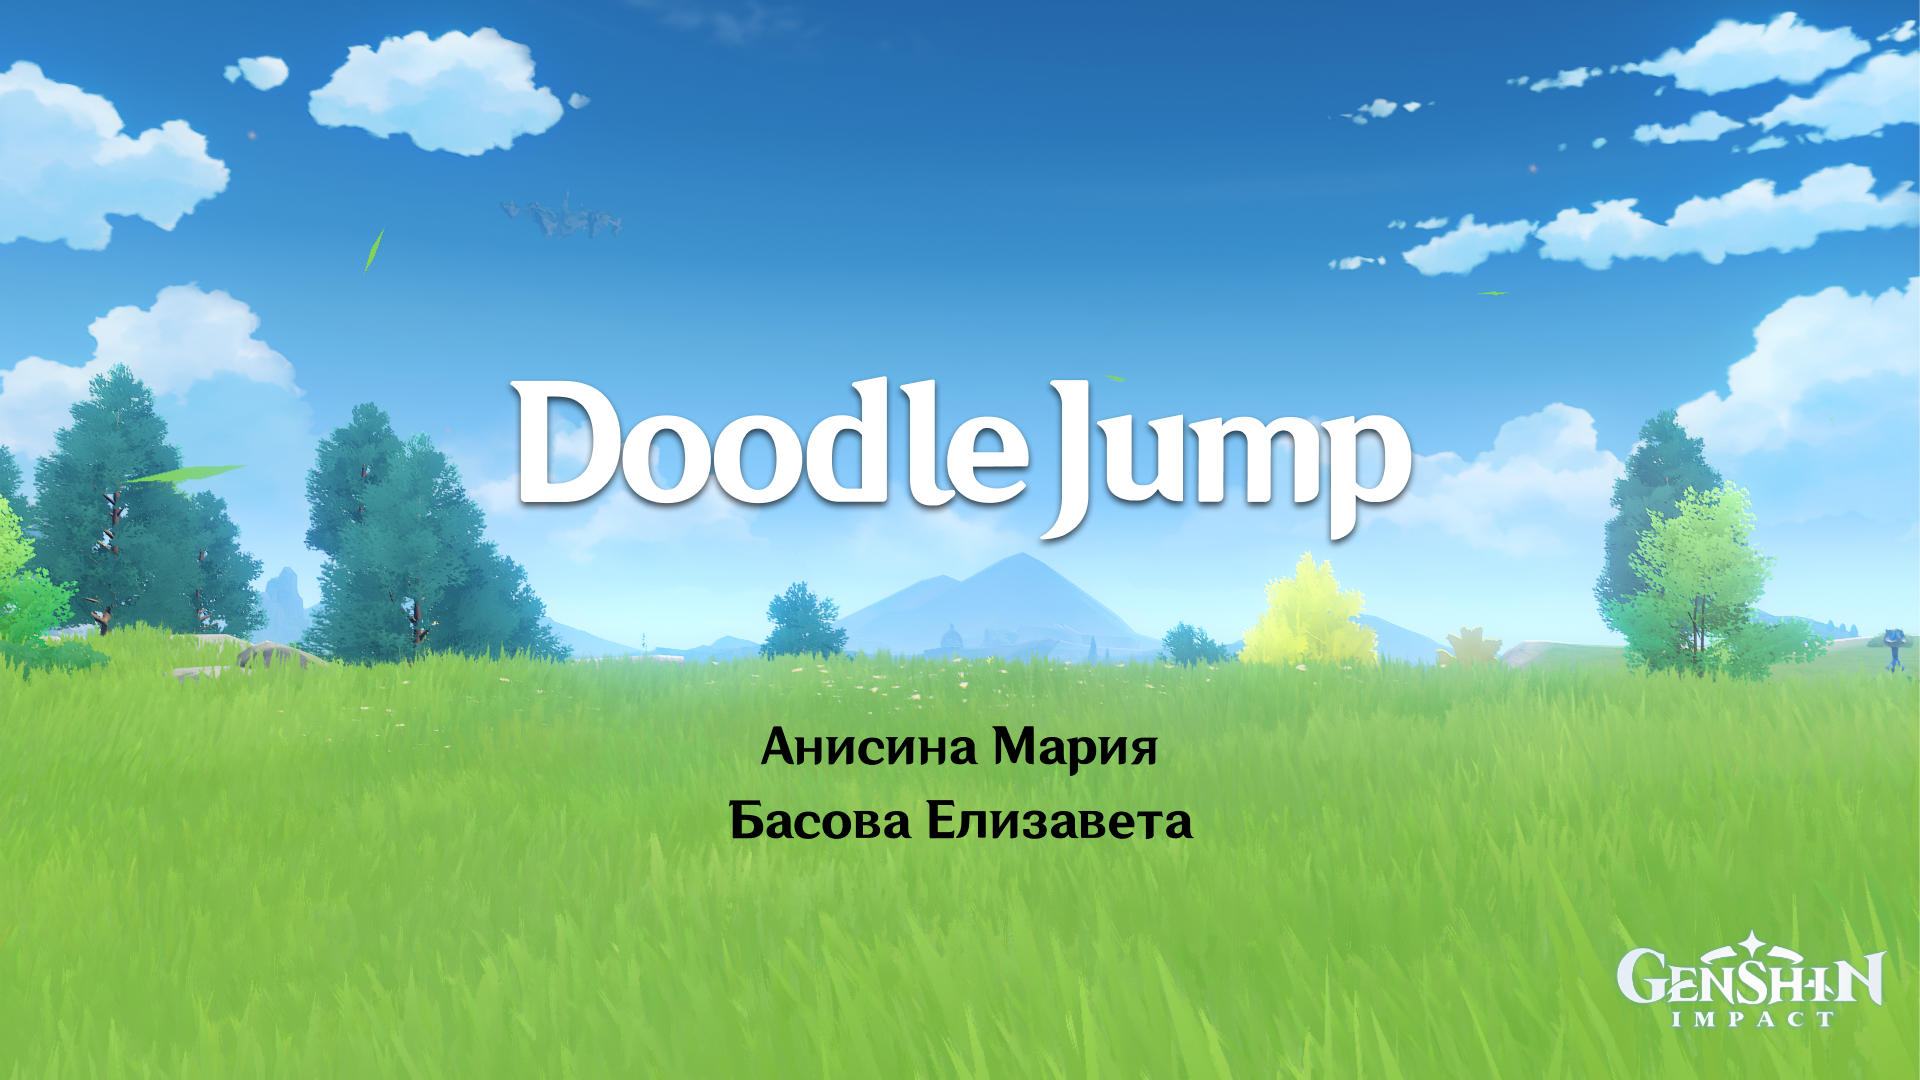 Doodle Jump
Анисина Мария
Басова Елизавета
GENSHIN
IMPACT